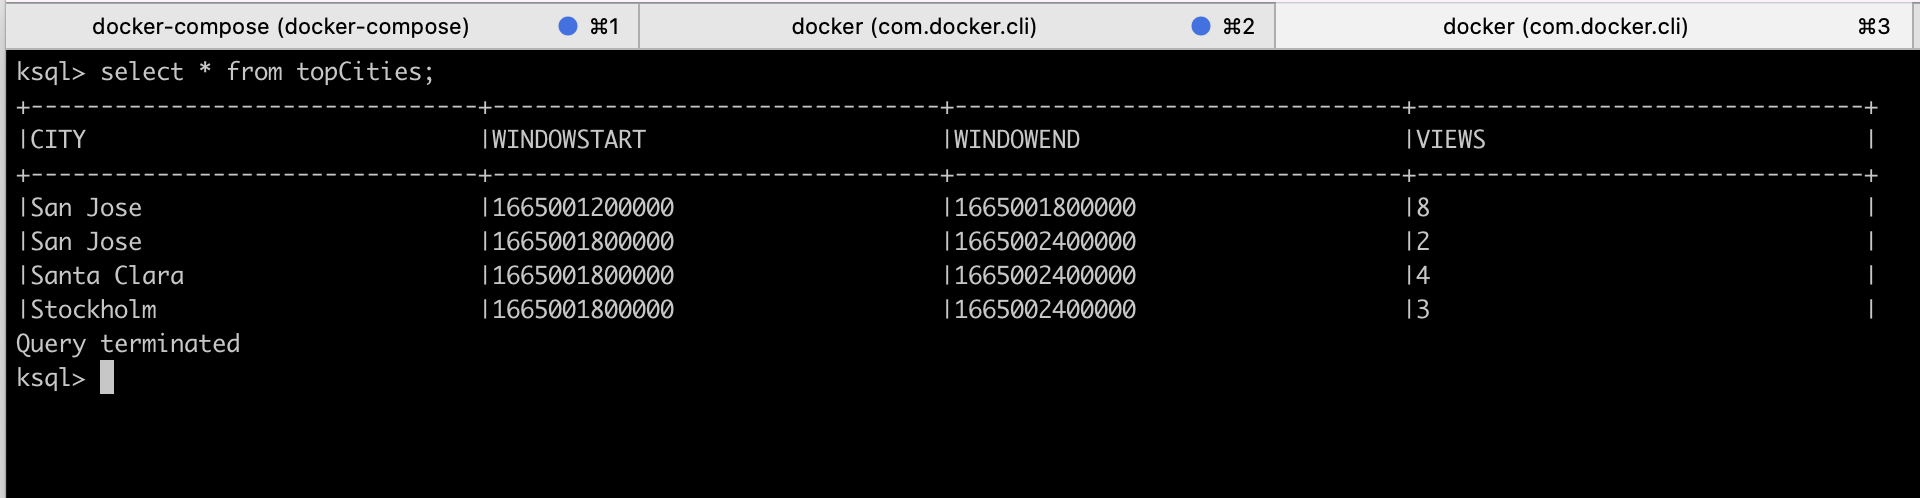 docker-compose (docker-compose) ⌘1 docker (com.docker.cli) ⌘2 docker (com.docker.cli) ⌘3
ksql> select * from topCities;
+--------------------------------+--------------------------------+--------------------------------+--------------------------------+
|CITY |WINDOWSTART |WINDOWEND |VIEWS |
+--------------------------------+--------------------------------+--------------------------------+--------------------------------+
|San Jose |1665001200000 |1665001800000 |8 |
|San Jose |1665001800000 |1665002400000 |2 |
|Santa Clara |1665001800000 |1665002400000 |4 |
|Stockholm |1665001800000 |1665002400000 |3 |
Query terminated
ksql>